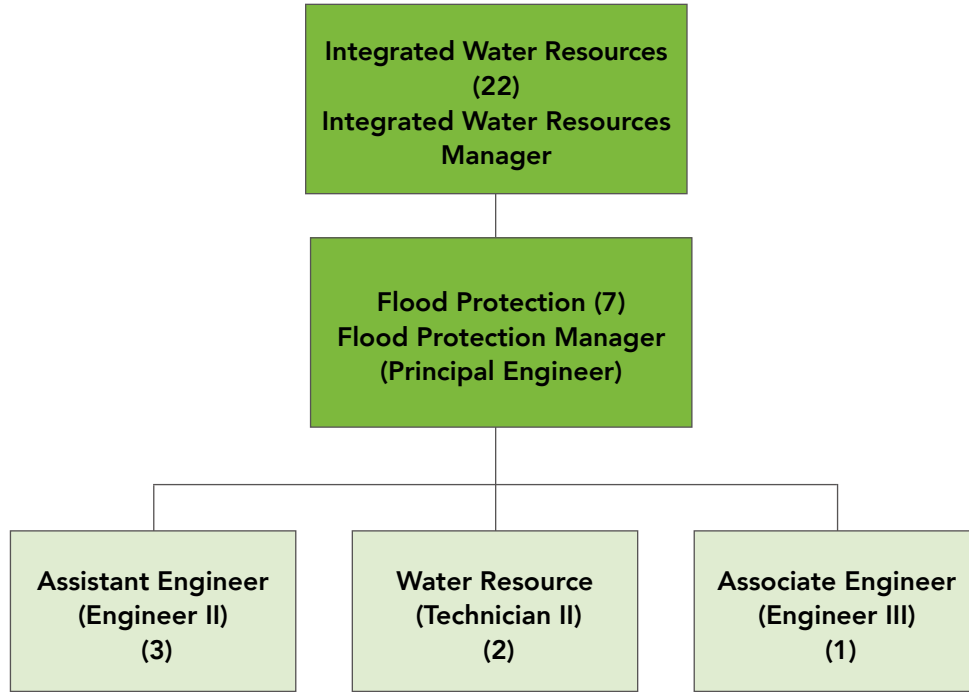 Integrated Water Resources
(22)
Integrated Water Resources
Manager
Flood Protection (7)
Flood Protection Manager
(Principal Engineer)
Assistant Engineer
(Engineer II)
(3)
Water Resource
(Technician II)
(2)
Associate Engineer
(Engineer III)
(1)